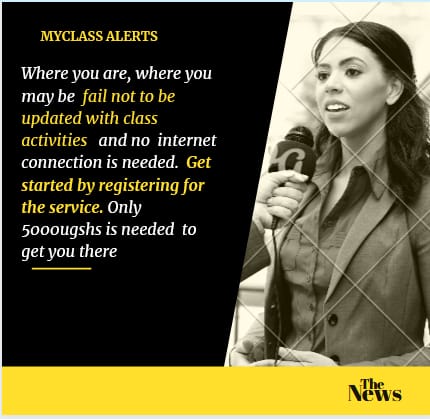 MYCLASS ALERTS
Where you are, where you
may be fail not to be
updated with class
activities and no internet
connection is needed. Get
started by registering for
the service. Only
5000ugshs is needed to
get you there
The
News